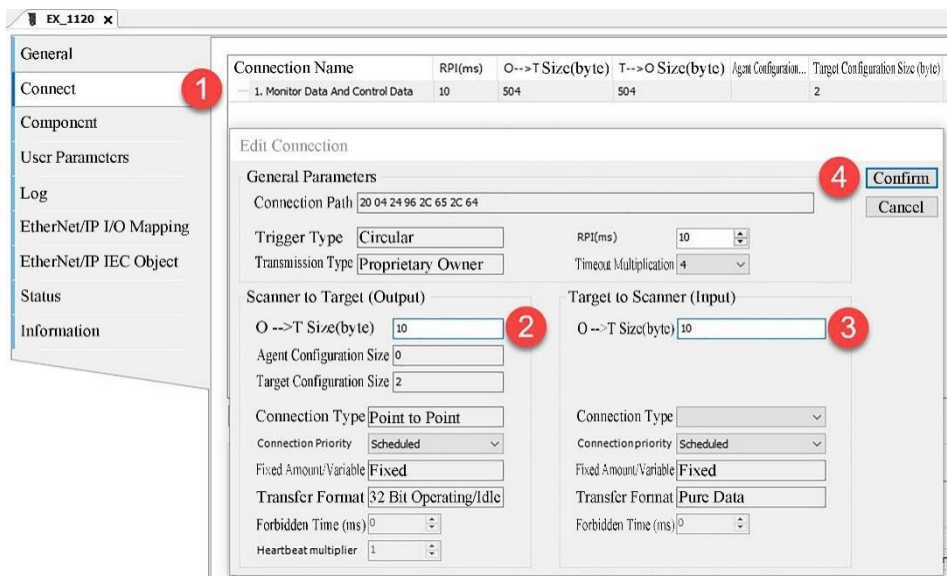 EX_1120
General
Connect
Component
User Parameters
Log
EtherNet/IP I/O Mapping
EtherNet/IP IEC Object
Status
Information
1
Connection Name RPI(ms) O-->T Size(byte) T-->O Size(byte) Agent Configuration... Target Configuration Size (byte)
1. Monitor Data And Control Data 10 504 504 2
Edit Connection
General Parameters
4
Confirm
Connection Path 20 04 24 96 2C 65 2C 64
Cancel
Trigger Type Circular RPI(ms) 10
Transmission Type Proprietary Owner Timeout Multiplication 4
Scanner to Target (Output)
O -->T Size(byte) 10
2
Agent Configuration Size 0
Target Configuration Size 2
Connection Type Point to Point
Connection Priority Scheduled
Fixed Amount/Variable Fixed
Transfer Format 32 Bit Operating/Idle
Forbidden Time (ms) 0
Heartbeat multiplier 1
Target to Scanner (Input)
O -->T Size(byte) 10
3
Connection Type
Connection priority Scheduled
Fixed Amount/Variable Fixed
Transfer Format Pure Data
Forbidden Time (ms) 0